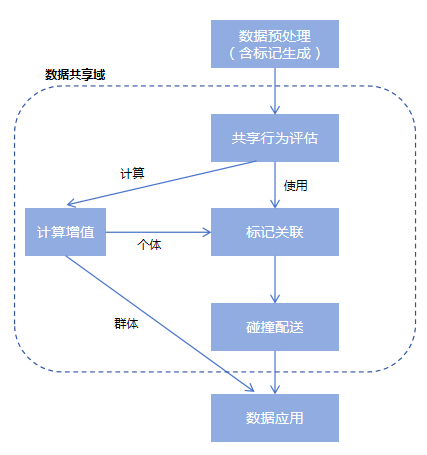 数据预处理
（含标记生成）
数据共享域
共享行为评估
计算
使用
计算增值
个体
标记关联
群体
碰撞配送
数据应用